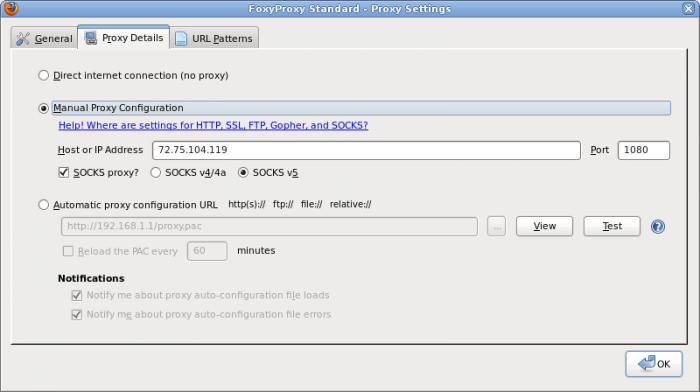 FoxyProxy Standard - Proxy Settings
General Proxy Details URL Patterns
Direct internet connection (no proxy)
Manual Proxy Configuration
Help! Where are settings for HTTP, SSL, FTP, Gopher, and SOCKS?
Host or IP Address 72.75.104.119 Port 1080
SOCKS proxy? SOCKS v4/4a SOCKS v5
Automatic proxy configuration URL http(s):// ftp:// file:// relative://
http://192.168.1.1/proxy.pac ... View Test ?
Reload the PAC every 60 minutes
Notifications
Notify me about proxy auto-configuration file loads
Notify me about proxy auto-configuration file errors
OK